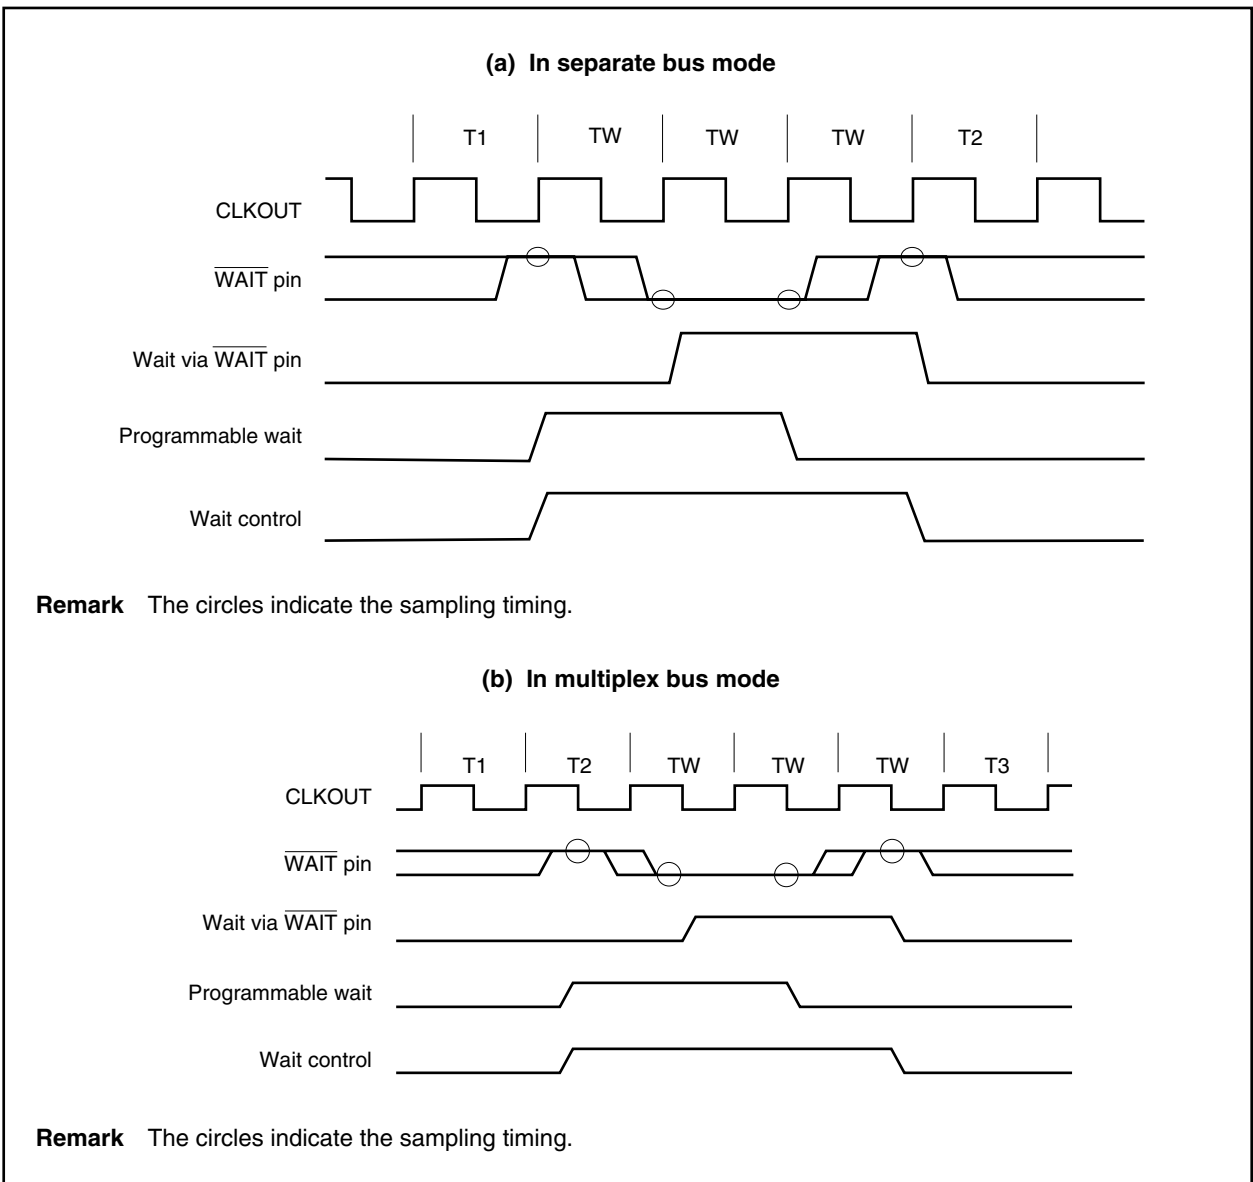 (a) In separate bus mode
T1 TW TW TW T2
CLKOUT
WAIT pin
Wait via WAIT pin
Programmable wait
Wait control
Remark The circles indicate the sampling timing.
(b) In multiplex bus mode
T1 T2 TW TW TW T3
CLKOUT
WAIT pin
Wait via WAIT pin
Programmable wait
Wait control
Remark The circles indicate the sampling timing.